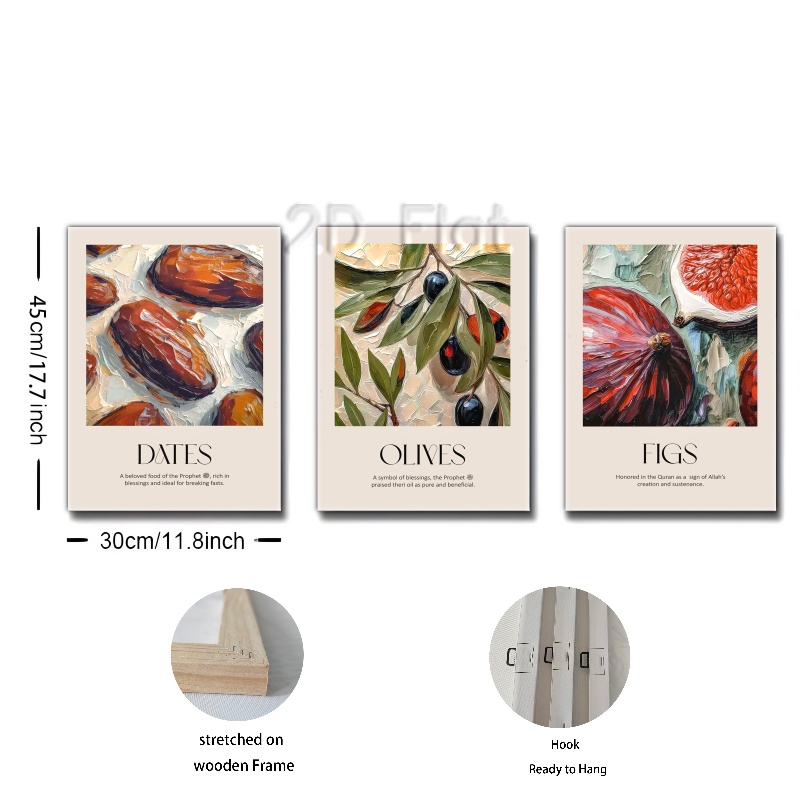 2D Flat
45cm/17.7inch
DATES
A beloved food of the Prophet ﷺ, rich in
blessings and ideal for breaking fasts.
OLIVES
A symbol of blessings, the Prophet ﷺ
praised their oil as pure and beneficial.
FIGS
Honored in the Quran as a sign of Allah's
creation and sustenance.
30cm/11.8inch
stretched on
wooden Frame
Hook
Ready to Hang